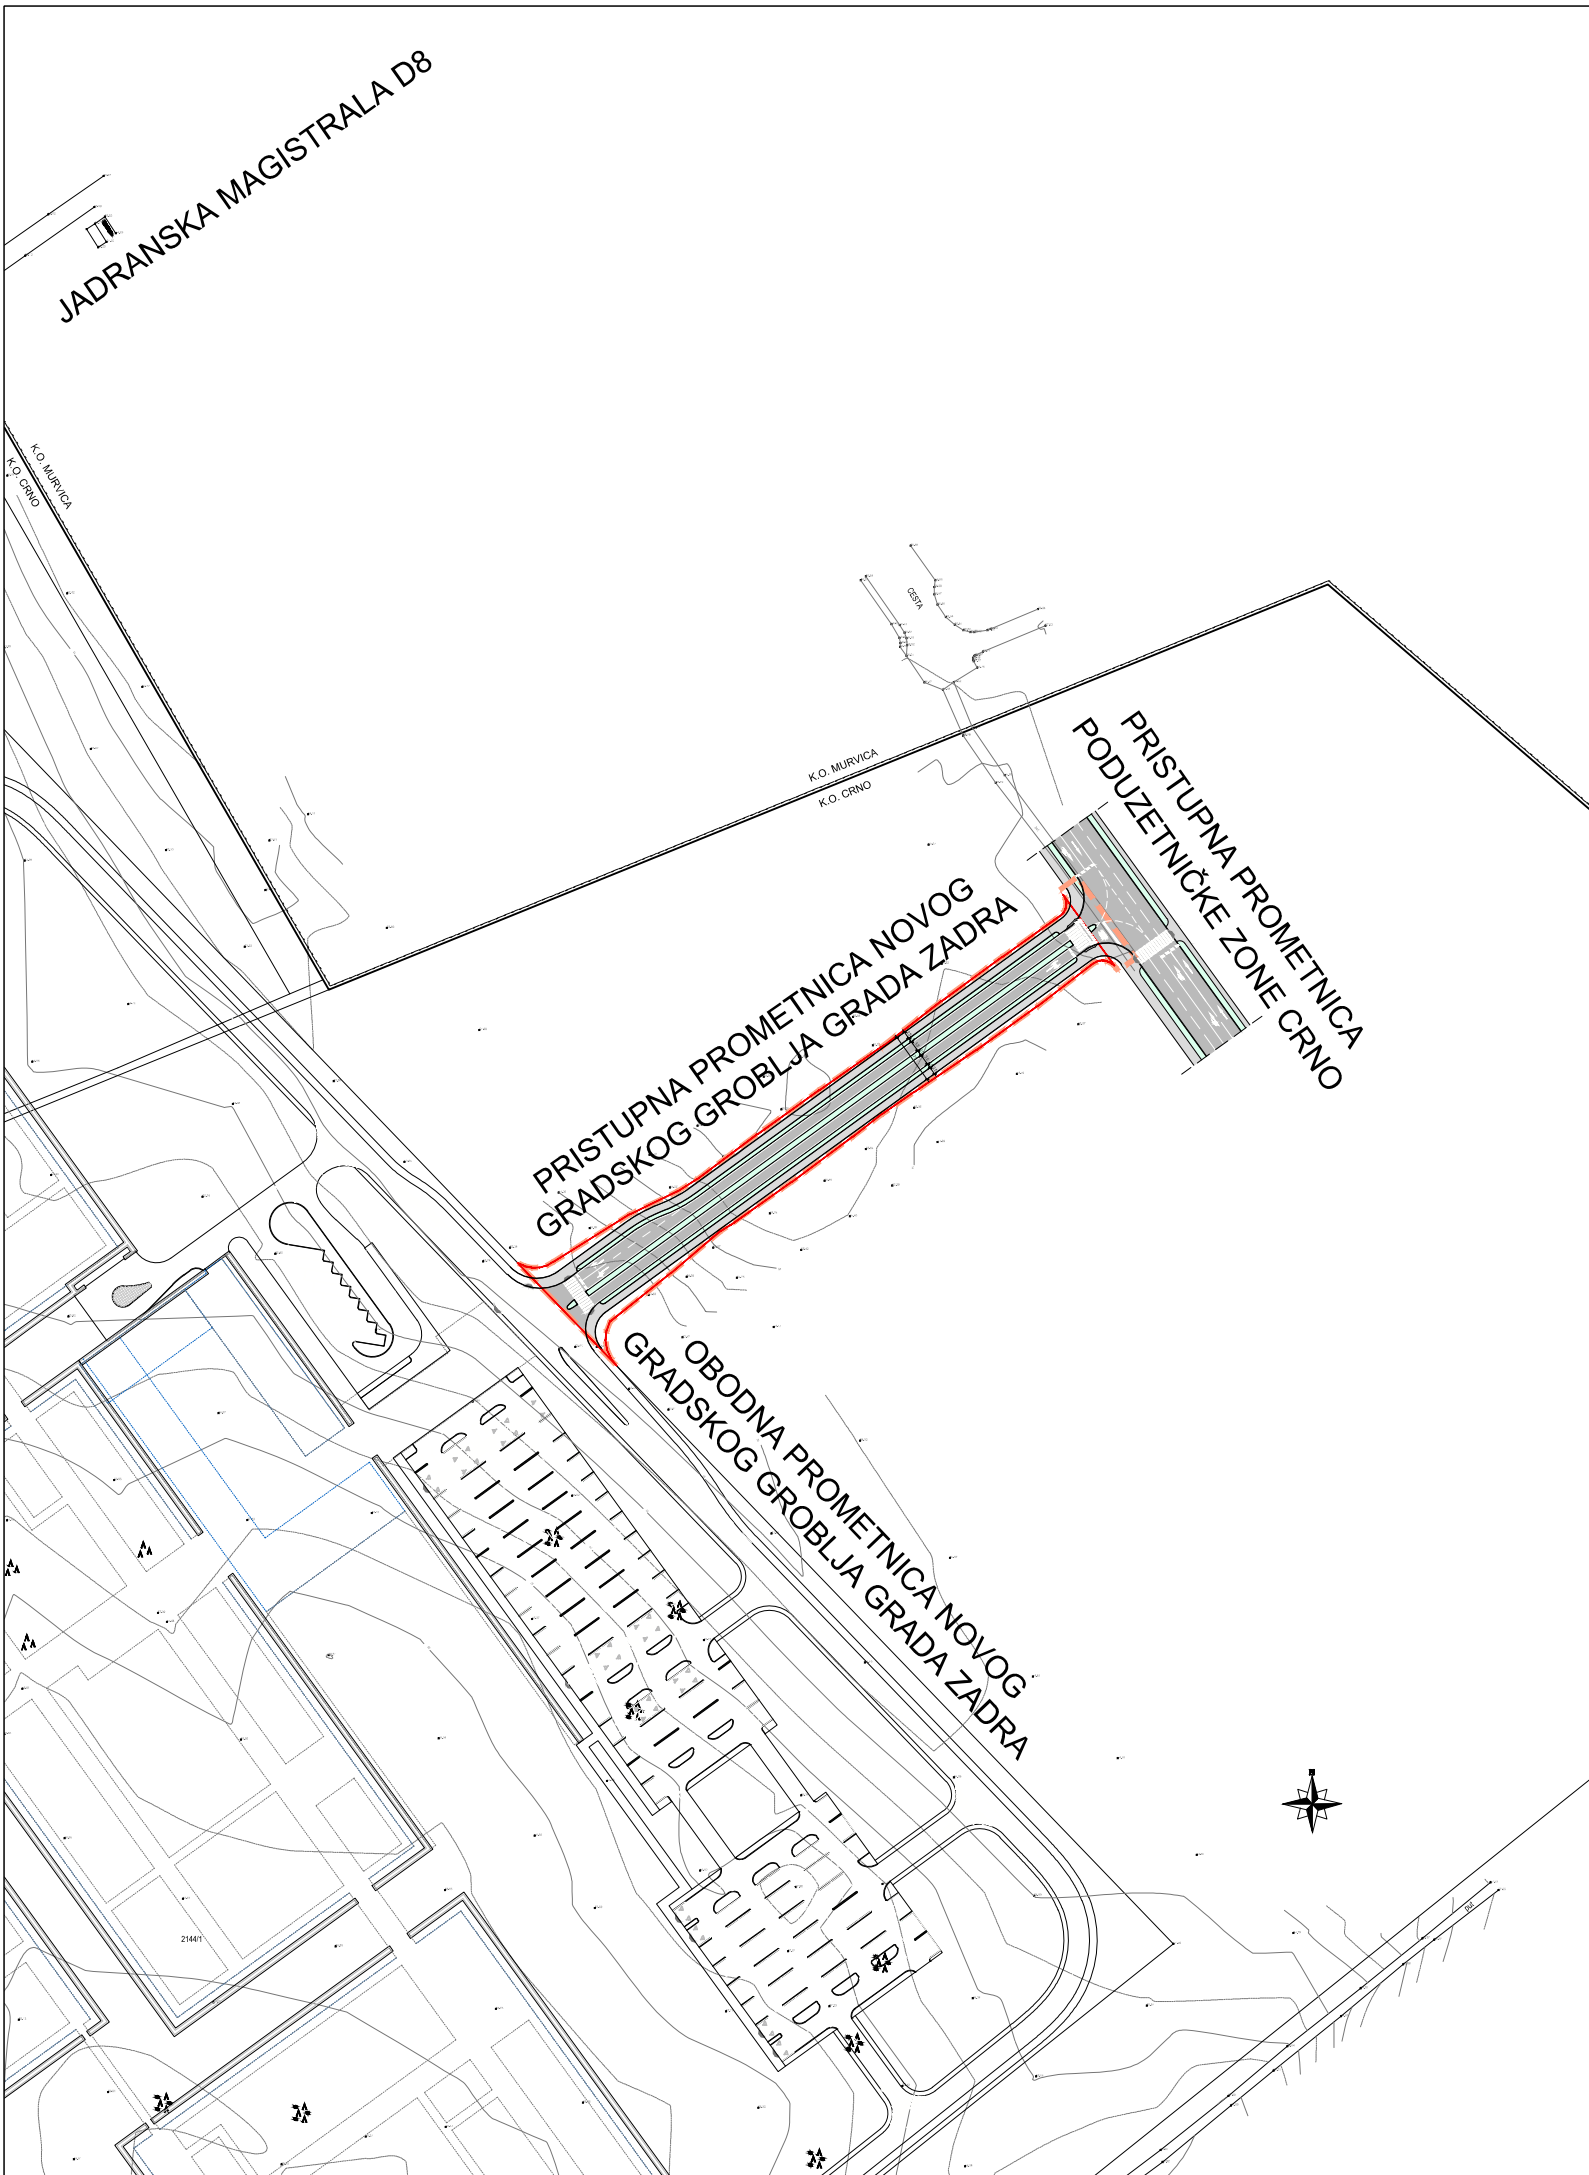 JADRANSKA MAGISTRALA D8
K.O. MURVICA
K.O. CRNO
CESTA
K.O. MURVICA
K.O. CRNO
PRISTUPNA PROMETNICA
PODUZETNIČKE ZONE CRNO
PRISTUPNA PROMETNICA NOVOG
GRADSKOG GROBLJA GRADA ZADRA
OBODNA PROMETNICA NOVOG
GRADSKOG GROBLJA GRADA ZADRA
Put
2144/1